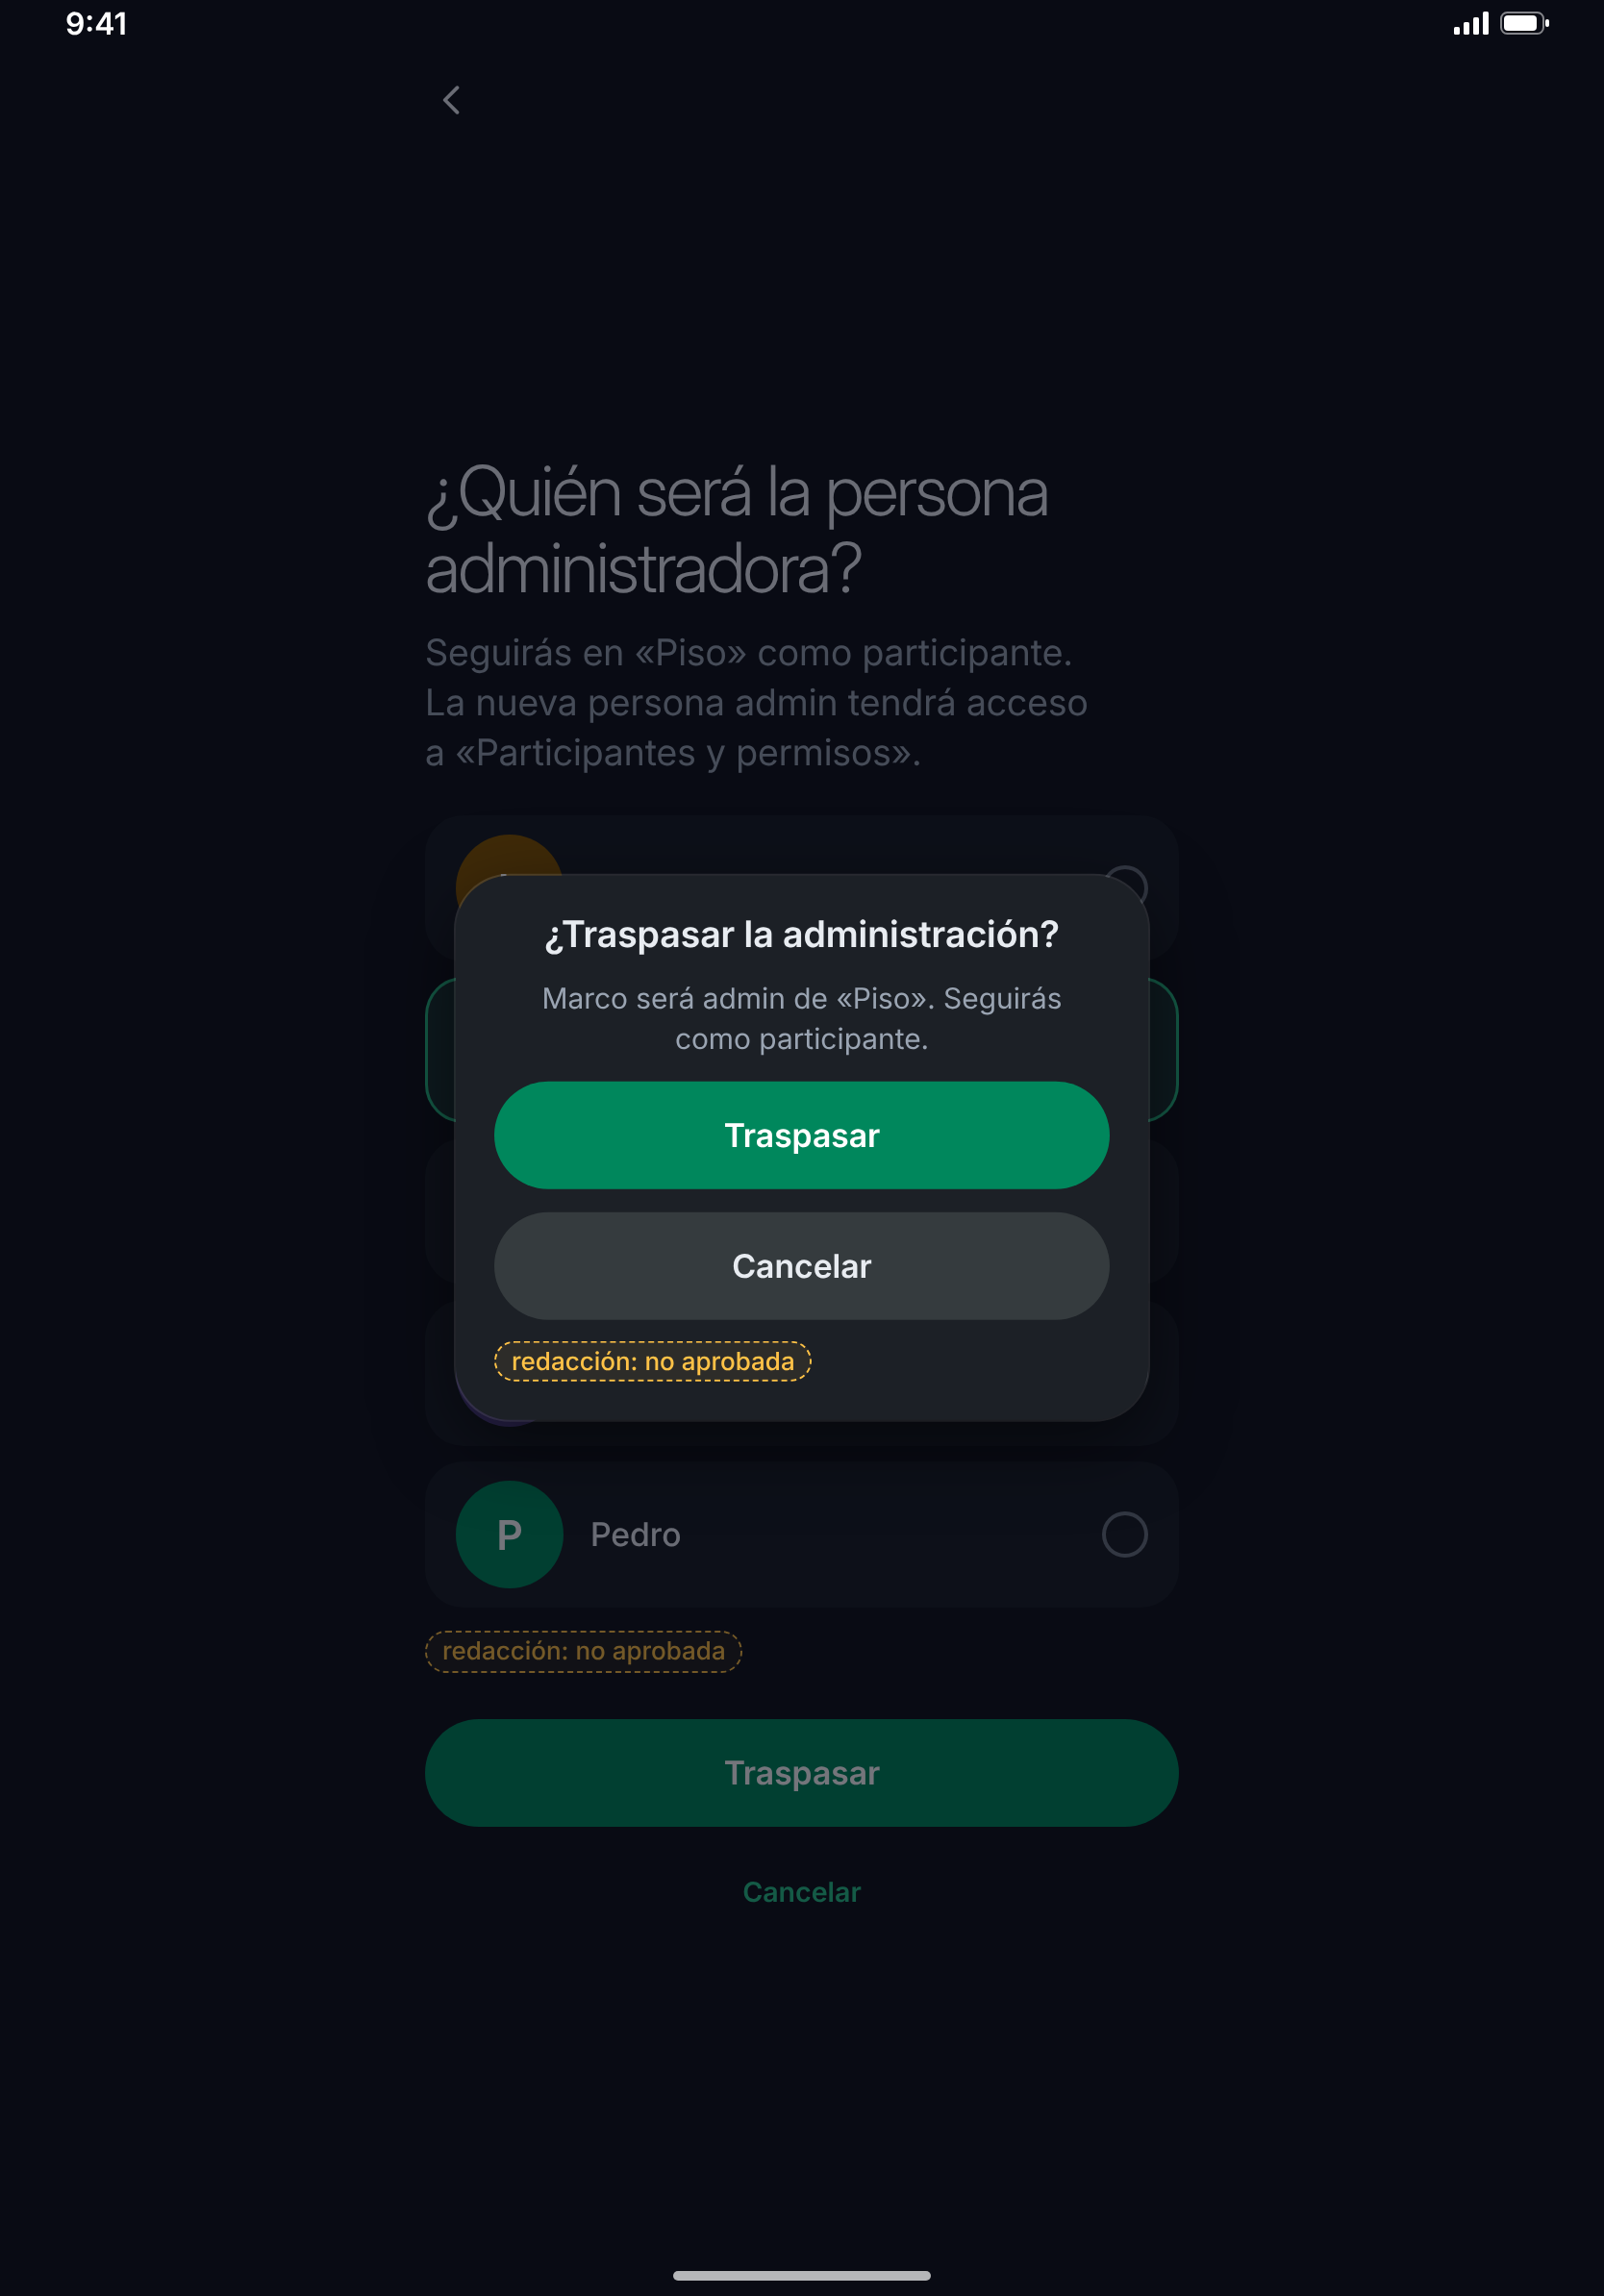 9:41
¿Quién será la persona
administradora?
Seguirás en «Piso» como participante.
La nueva persona admin tendrá acceso
a «Participantes y permisos».
¿Traspasar la administración?
Marco será admin de «Piso». Seguirás
como participante.
Traspasar
Cancelar
redacción: no aprobada
P
Pedro
redacción: no aprobada
Traspasar
Cancelar